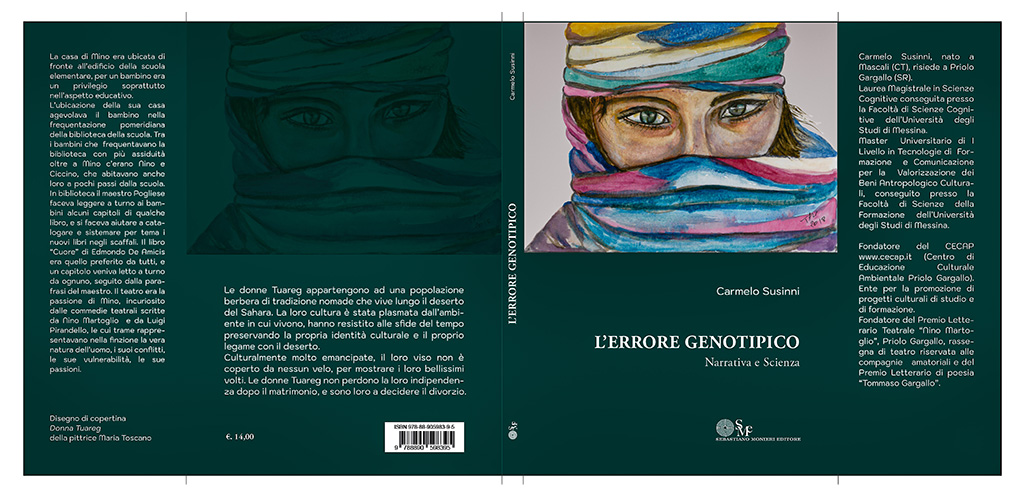 La casa di Mino era ubicata di
fronte all'edificio della scuola
elementare, per un bambino era
un privilegio soprattutto
nell'aspetto educativo.
L'ubicazione della sua casa
agevolava il bambino nella
frequentazione pomeridiana
della biblioteca della scuola. Tra
i bambini che frequentavano la
biblioteca con più assiduità
oltre a Mino c'erano Nino e
Ciccino, che abitavano anche
loro a pochi passi dalla scuola.
In biblioteca il maestro Pogliese
faceva leggere a turno ai bam-
bini alcuni capitoli di qualche
libro, e si faceva aiutare a cata-
logare e sistemare per tema i
nuovi libri negli scaffali. Il libro
"Cuore" di Edmondo De Amicis
era quello preferito da tutti, e
un capitolo veniva letto a turno
da ognuno, seguito dalla para-
frasi del maestro. Il teatro era la
passione di Mino, incuriosito
dalle commedie teatrali scritte
da Nino Martoglio e da Luigi
Pirandello, le cui trame rappre-
sentavano nella finzione la vera
natura dell'uomo, i suoi conflitti,
le sue vulnerabilità, le sue
passioni.
Disegno di copertina
Donna Tuareg
della pittrice Maria Toscano
Le donne Tuareg appartengono ad una popolazione
berbera di tradizione nomade che vive lungo il deserto
del Sahara. La loro cultura è stata plasmata dall'ambi-
ente in cui vivono, hanno resistito alle sfide del tempo
preservando la propria identità culturale e il proprio
legame con il deserto.
Culturalmente molto emancipate, il loro viso non è
coperto da nessun velo, per mostrare i loro bellissimi
volti. Le donne Tuareg non perdono la loro indipenden-
za dopo il matrimonio, e sono loro a decidere il divorzio.
€. 14,00
ISBN 978-88-905983-9-5
9 788890 598395
Carmelo Susinni
L'ERRORE GENOTIPICO
SMF
2018
Carmelo Susinni
L'ERRORE GENOTIPICO
Narrativa e Scienza
SMF
SEBASTIANO MONIERI EDITORE
Carmelo Susinni, nato a
Mascali (CT), risiede a Priolo
Gargallo (SR).
Laurea Magistrale in Scienze
Cognitive conseguita presso
la Facoltà di Scienze Cogni-
tive dell'Università degli
Studi di Messina.
Master Universitario di I
Livello in Tecnologie di For-
mazione e Comunicazione
per la Valorizzazione dei
Beni Antropologico Cultura-
li, conseguito presso la
Facoltà di Scienze della
Formazione dell'Università
degli Studi di Messina.
Fondatore del CECAP
www.cecap.it (Centro di
Educazione Culturale
Ambientale Priolo Gargallo).
Ente per la promozione di
progetti culturali di studio e
di formazione.
Fondatore del Premio Lette-
rario Teatrale "Nino Marto-
glio", Priolo Gargallo, rasse-
gna di teatro riservata alle
compagnie amatoriali e del
Premio Letterario di poesia
"Tommaso Gargallo".